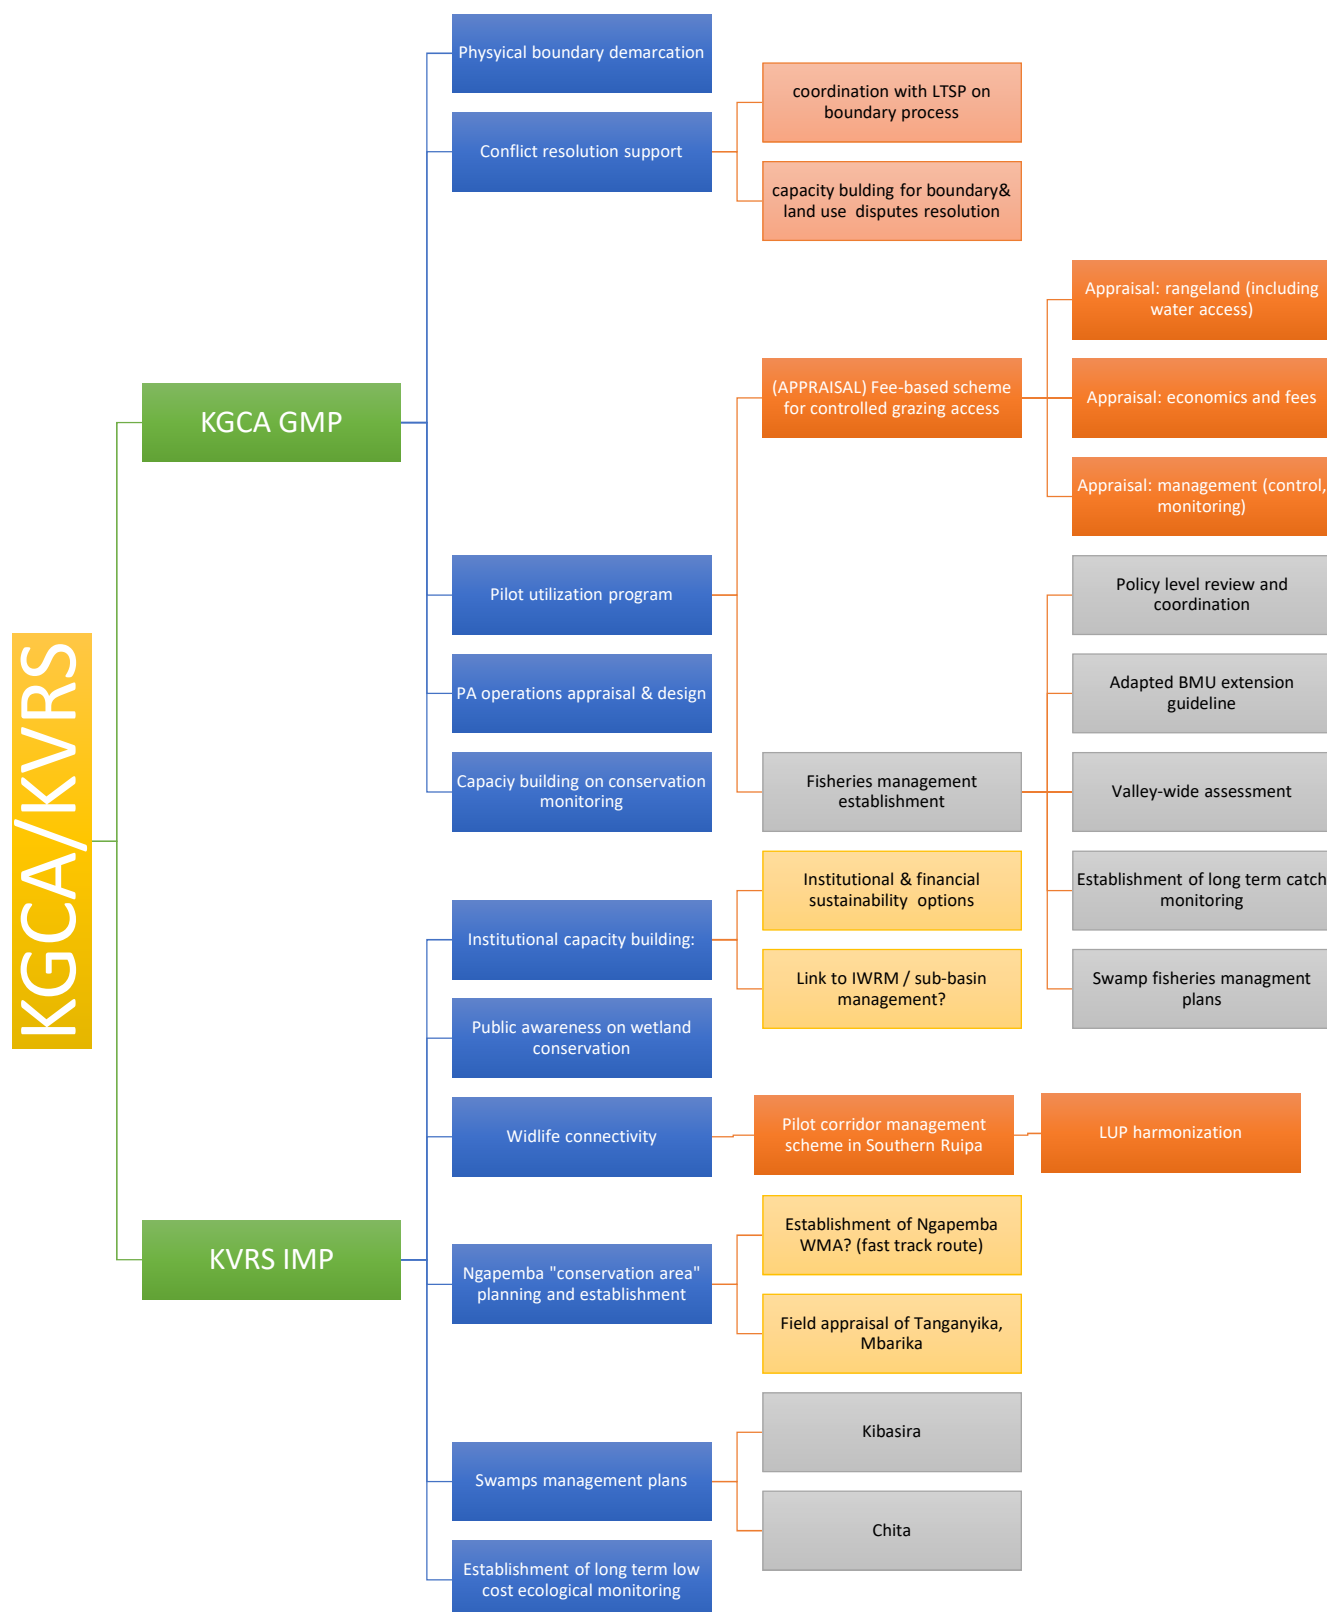 KGCA/KVRS
KGCA GMP
Physyical boundary demarcation
Conflict resolution support
coordination with LTSP on
boundary process
capacity bulding for boundary&
land use disputes resolution
Pilot utilization program
(APPRAISAL) Fee-based scheme
for controlled grazing access
Appraisal: rangeland (including
water access)
Appraisal: economics and fees
Appraisal: management (control,
monitoring)
Fisheries management
establishment
Policy level review and
coordination
Adapted BMU extension
guideline
Valley-wide assessment
Establishment of long term catch
monitoring
Swamp fisheries managment
plans
PA operations appraisal & design
Capaciy building on conservation
monitoring
KVRS IMP
Institutional capacity building:
Institutional & financial
sustainability options
Link to IWRM / sub-basin
management?
Public awareness on wetland
conservation
Widlife connectivity
Pilot corridor management
scheme in Southern Ruipa
LUP harmonization
Ngapemba "conservation area"
planning and establishment
Establishment of Ngapemba
WMA? (fast track route)
Field appraisal of Tanganyika,
Mbarika
Swamps management plans
Kibasira
Chita
Establishment of long term low
cost ecological monitoring